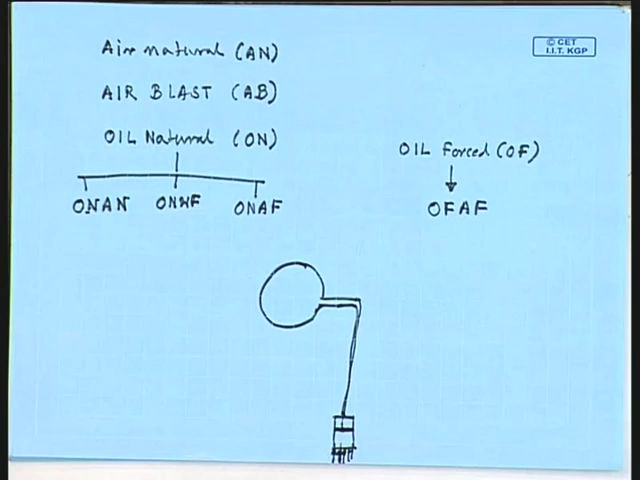 © CET
I.I.T. KGP
Air natural (AN)
AIR BLAST (AB)
OIL Natural (ON)
OIL Forced (OF)
ONAN ONWF ONAF
OFAF